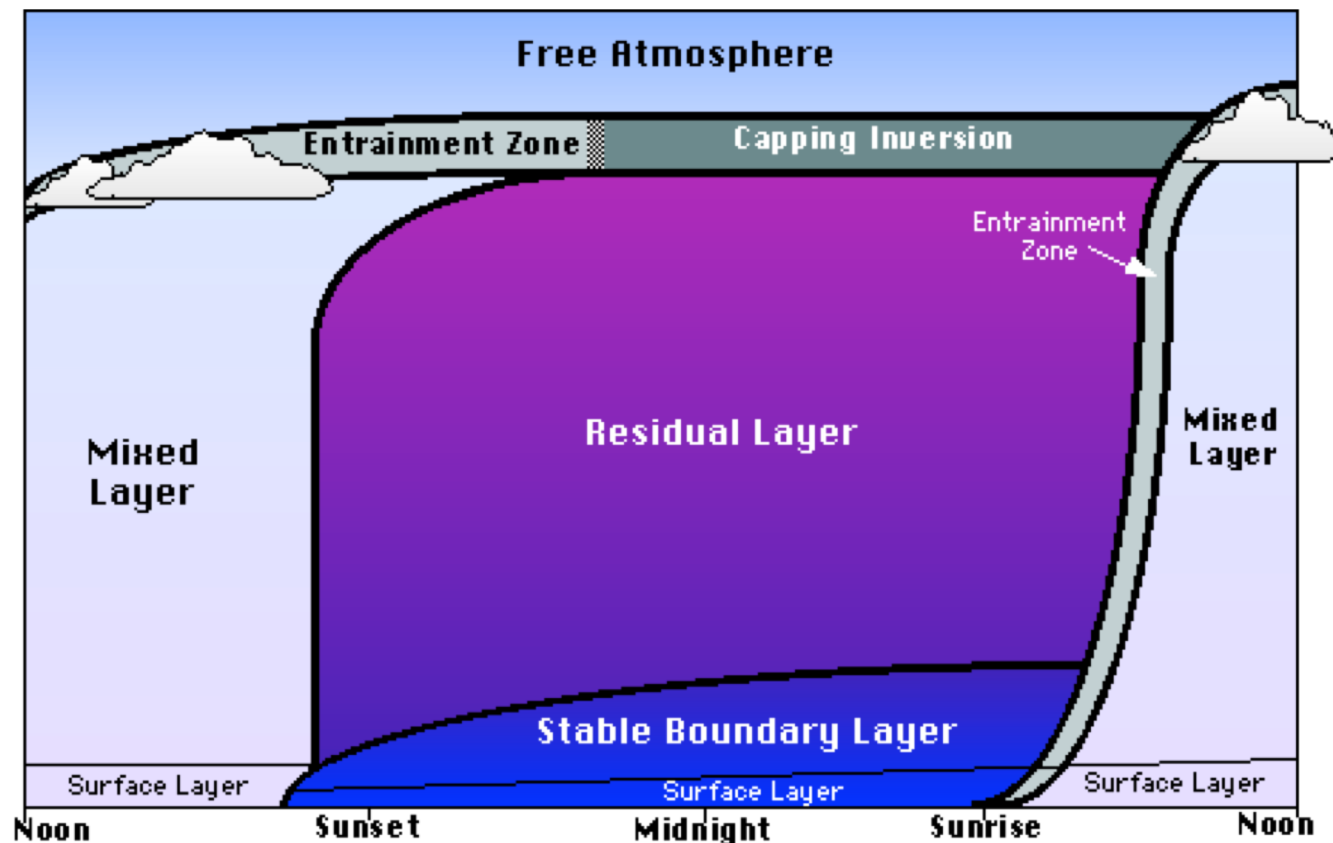 Free Atmosphere
Entrainment Zone
Capping Inversion
Entrainment
Zone
Residual Layer
Mixed
Layer
Mixed
Layer
Stable Boundary Layer
Surface Layer
Surface Layer
Surface Layer
Noon
Sunset
Midnight
Sunrise
Noon